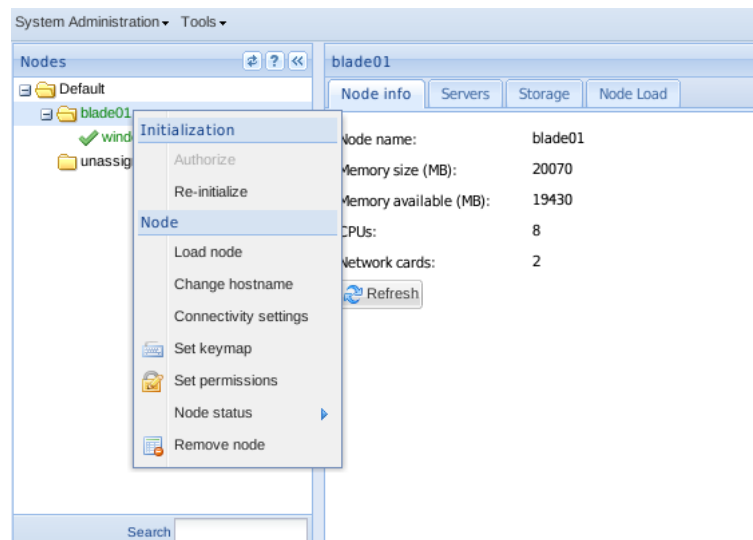 System Administration Tools
Nodes
Default
blade01
wind
unassig
Search
Initialization
Authorize
Re-initialize
Node
Load node
Change hostname
Connectivity settings
Set keymap
Set permissions
Node status
Remove node
blade01
Node info Servers Storage Node Load
Node name: blade01
Memory size (MB): 20070
Memory available (MB): 19430
CPUs: 8
Network cards: 2
Refresh